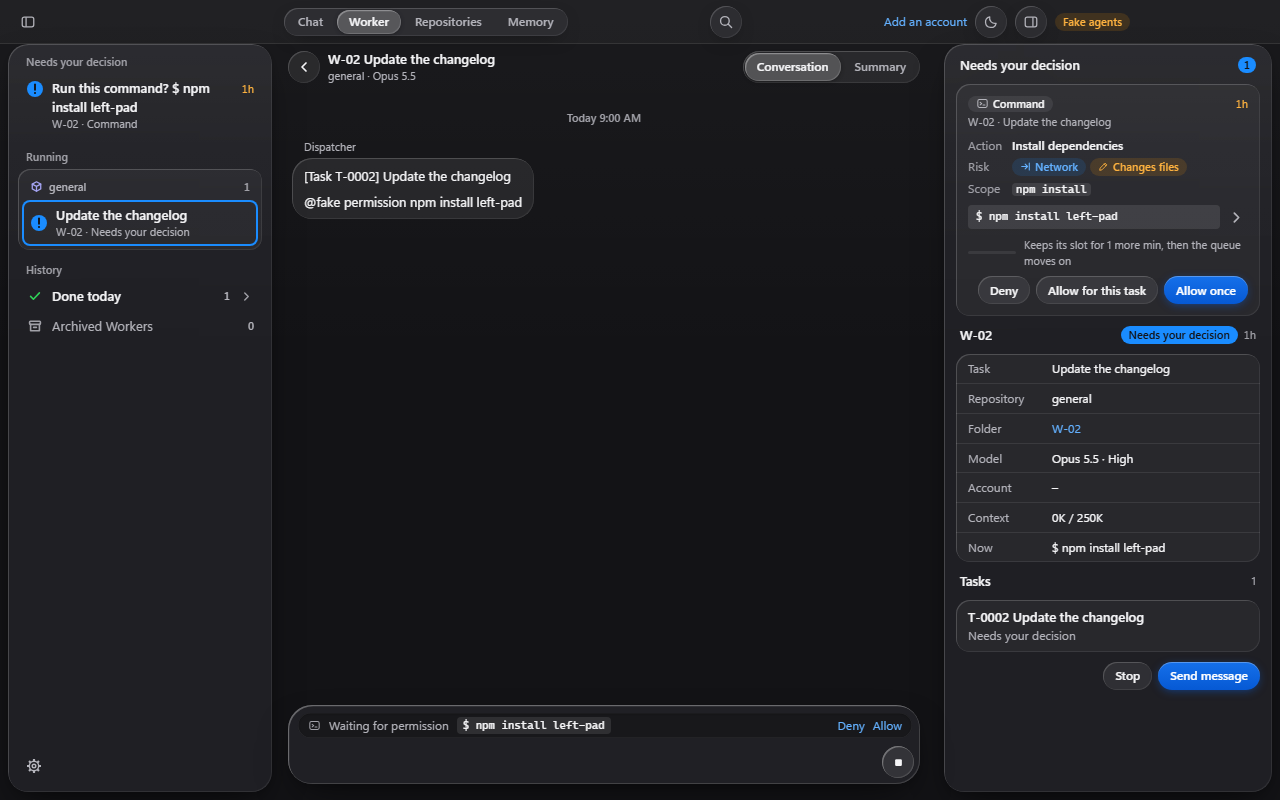 Chat
Worker
Repositories
Memory
Add an account
Fake agents
Needs your decision
Run this command? $ npm
install left-pad
1h
W-02 · Command
Running
general
1
Update the changelog
W-02 · Needs your decision
History
Done today
1
Archived Workers
0
W-02 Update the changelog
general · Opus 5.5
Conversation
Summary
Today 9:00 AM
Dispatcher
[Task T-0002] Update the changelog
@fake permission npm install left-pad
Waiting for permission
$ npm install left-pad
Deny
Allow
Needs your decision
1
Command
1h
W-02 · Update the changelog
Action
Install dependencies
Risk
Network
Changes files
Scope
npm install
$ npm install left-pad
Keeps its slot for 1 more min, then the queue
moves on
Deny
Allow for this task
Allow once
W-02
Needs your decision
1h
Task
Update the changelog
Repository
general
Folder
W-02
Model
Opus 5.5 · High
Account
–
Context
0K / 250K
Now
$ npm install left-pad
Tasks
1
T-0002 Update the changelog
Needs your decision
Stop
Send message